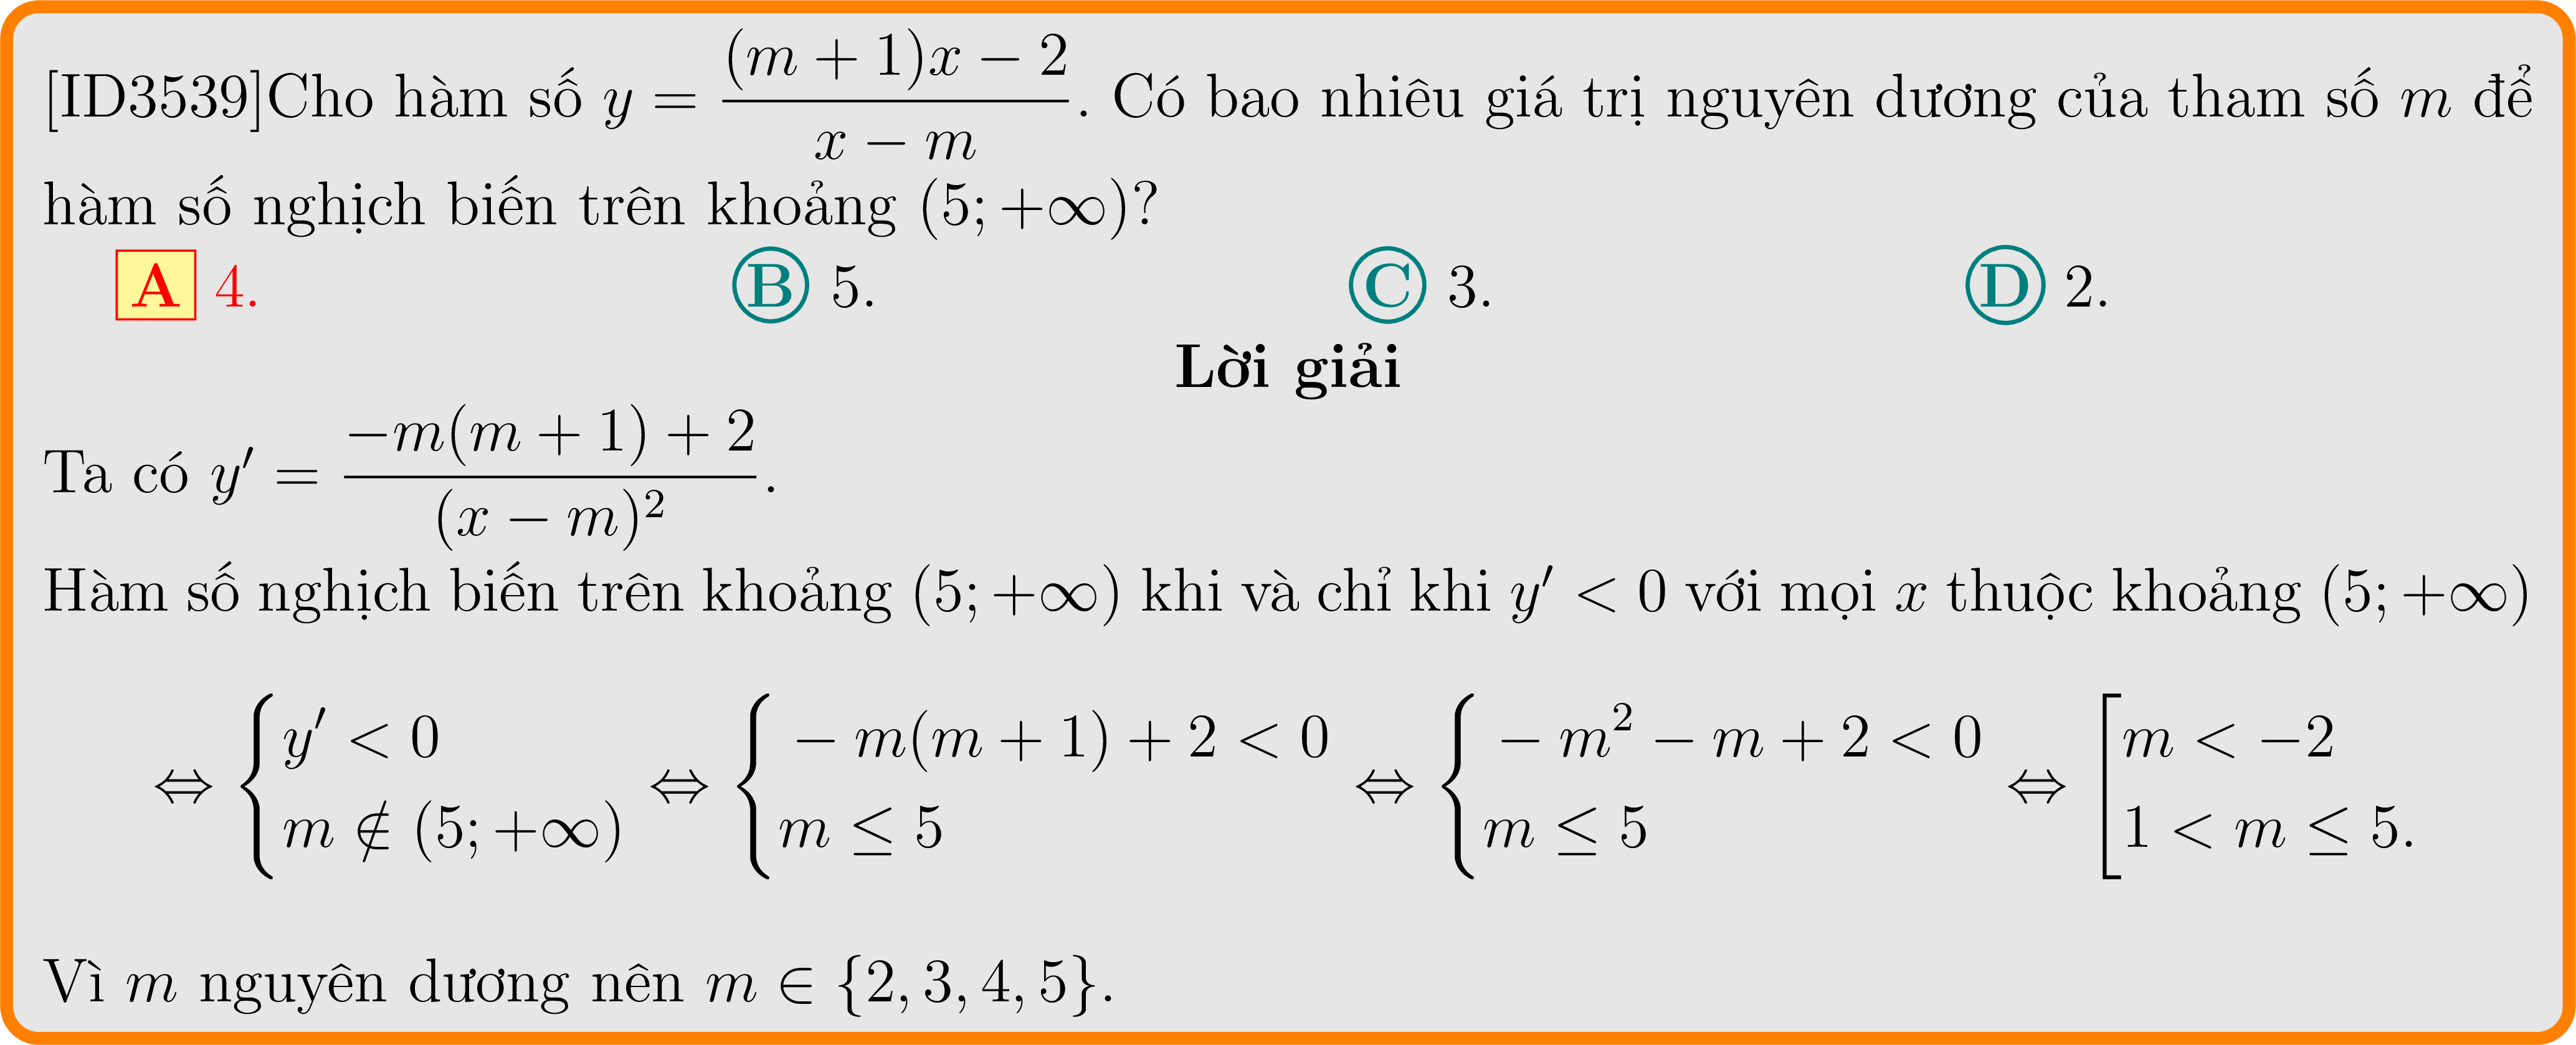 [ID3539]Cho hàm số $y = \dfrac{(m+1)x-2}{x-m}$. Có bao nhiêu giá trị nguyên dương của tham số $m$ để
hàm số nghịch biến trên khoảng $(5;+\infty)$?
A 4. B 5. C 3. D 2.
Lời giải
Ta có $y' = \dfrac{-m(m+1)+2}{(x-m)^2}$.
Hàm số nghịch biến trên khoảng $(5;+\infty)$ khi và chỉ khi $y' < 0$ với mọi $x$ thuộc khoảng $(5;+\infty)$
$\Leftrightarrow \begin{cases} y' < 0 \\ m \notin (5;+\infty) \end{cases} \Leftrightarrow \begin{cases} -m(m+1)+2 < 0 \\ m \leq 5 \end{cases} \Leftrightarrow \begin{cases} -m^2-m+2 < 0 \\ m \leq 5 \end{cases} \Leftrightarrow \left[\begin{array}{l} m < -2 \\ 1 < m \leq 5. \end{array}\right.$
Vì $m$ nguyên dương nên $m \in \{2,3,4,5\}$.